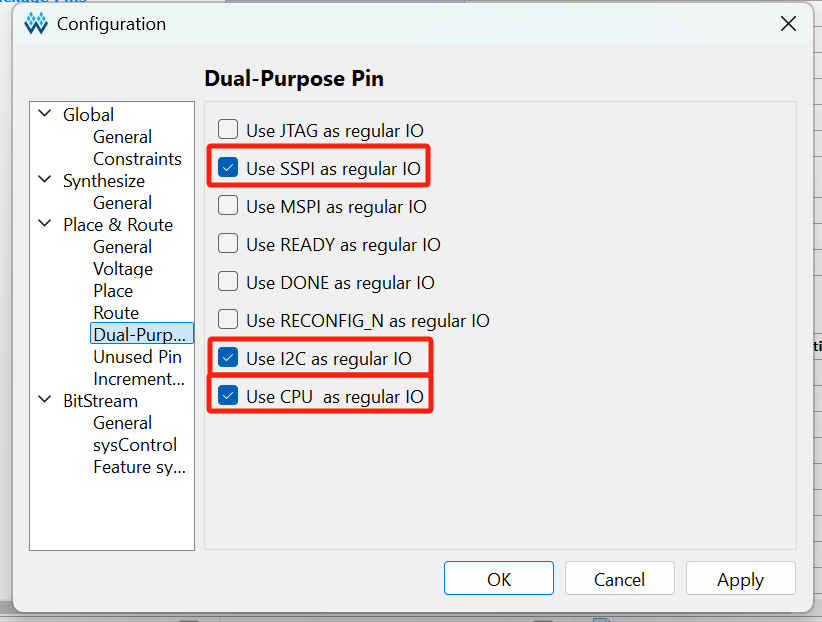 Configuration
Dual-Purpose Pin
Global
General
Constraints
Synthesize
General
Place & Route
General
Voltage
Place
Route
Dual-Purp...
Unused Pin
Increment...
BitStream
General
sysControl
Feature sy...
Use JTAG as regular IO
Use SSPI as regular IO
Use MSPI as regular IO
Use READY as regular IO
Use DONE as regular IO
Use RECONFIG_N as regular IO
Use I2C as regular IO
Use CPU  as regular IO
OK
Cancel
Apply